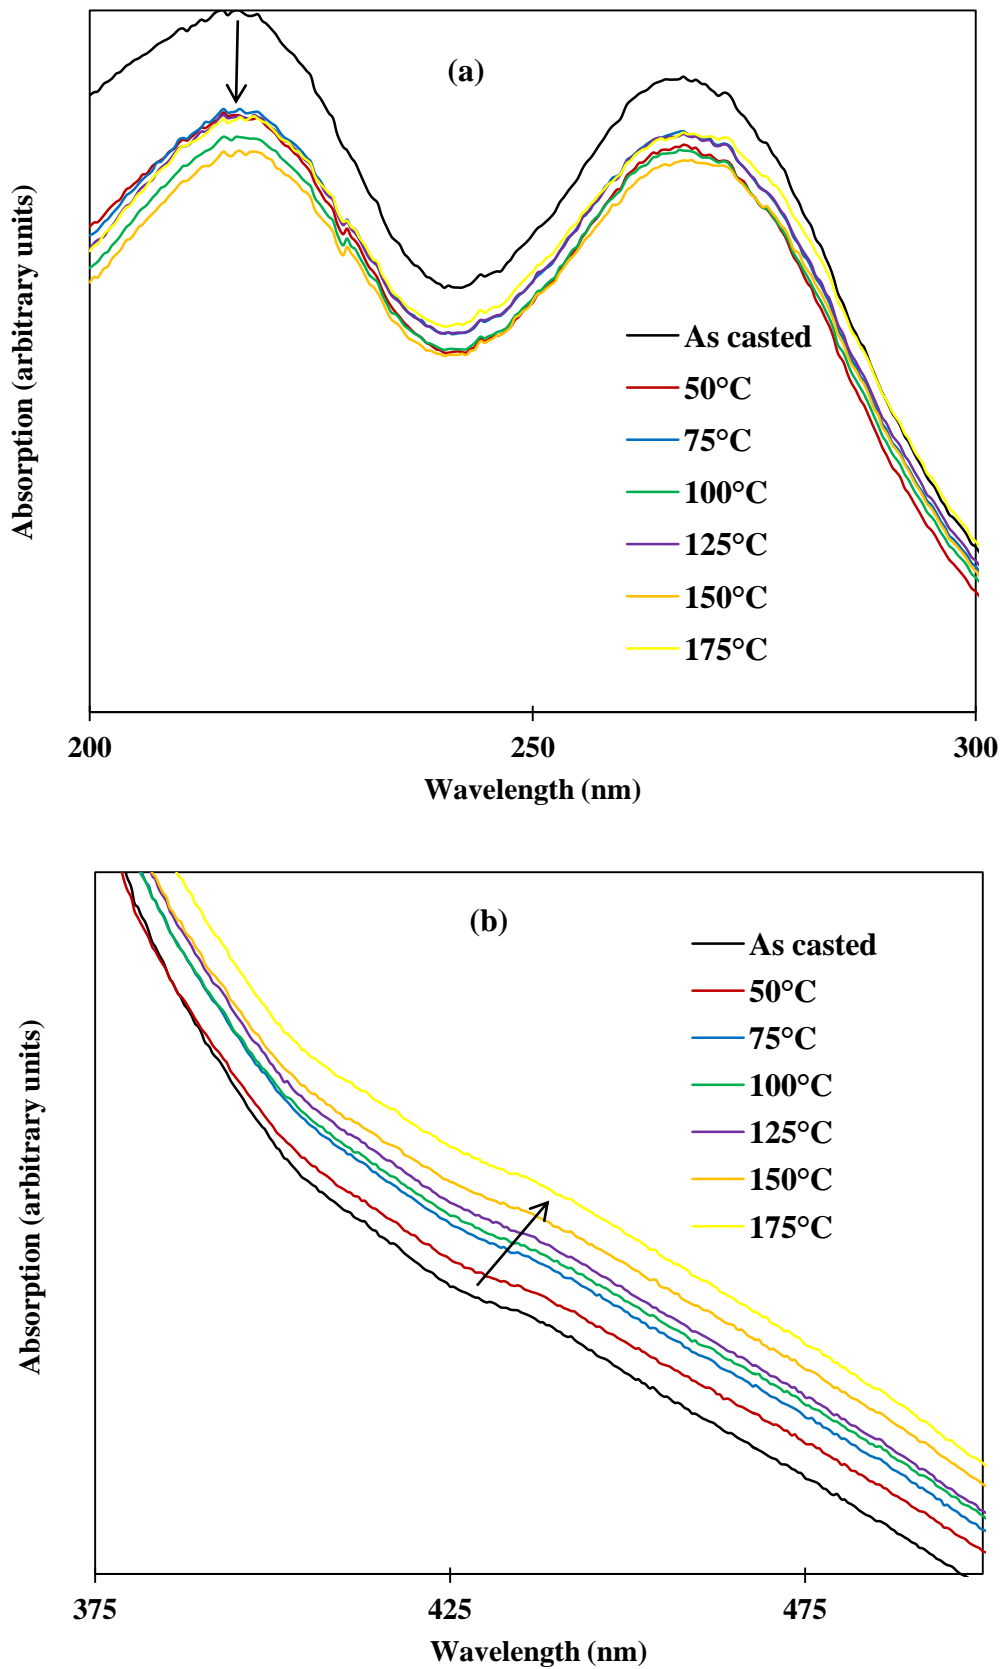 (a)
Absorption (arbitrary units)
As casted
50°C
75°C
100°C
125°C
150°C
175°C
200 250 300
Wavelength (nm)
(b)
Absorption (arbitrary units)
As casted
50°C
75°C
100°C
125°C
150°C
175°C
375 425 475
Wavelength (nm)